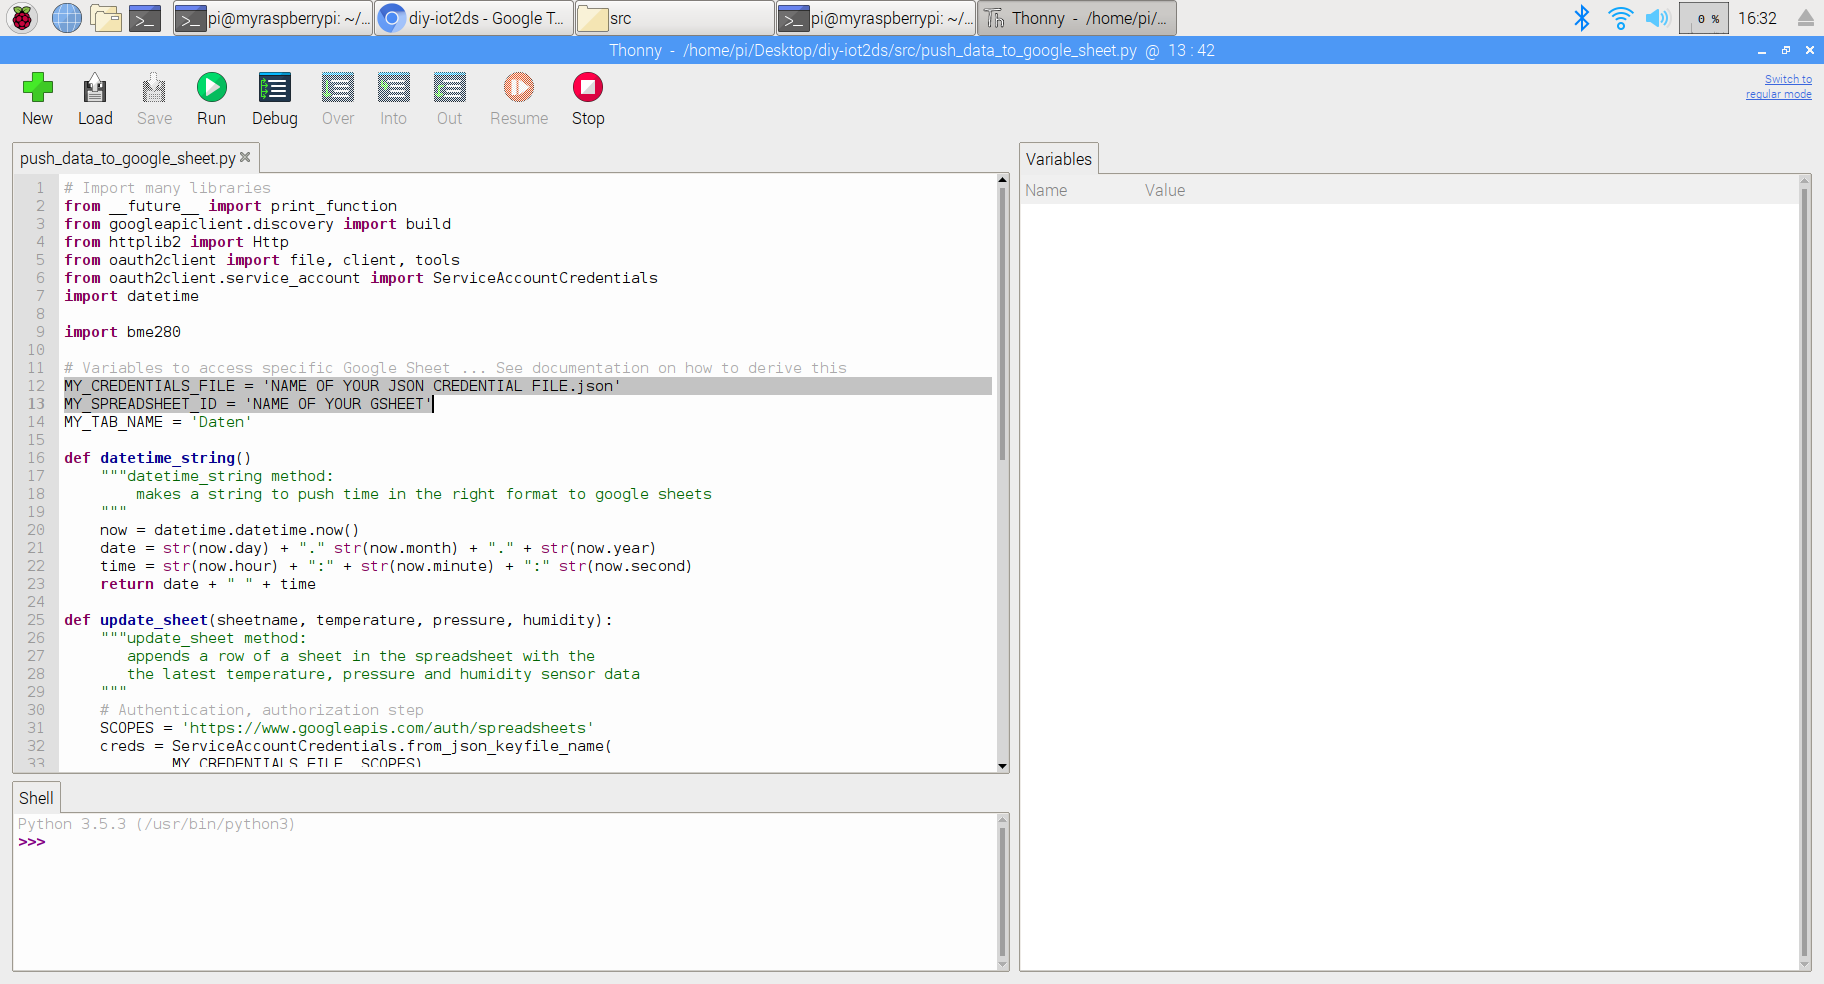 pi@myraspberrypi: ~/...
diy-iot2ds - Google T...
src
pi@myraspberrypi: ~/...
Thonny - /home/pi/...
0 %
16:32
Thonny - /home/pi/Desktop/diy-iot2ds/src/push_data_to_google_sheet.py @ 13 : 42
New
Load
Save
Run
Debug
Over
Into
Out
Resume
Stop
Switch to
regular mode
push_data_to_google_sheet.py
1 # Import many libraries
2 from __future__ import print_function
3 from googleapiclient.discovery import build
4 from httplib2 import Http
5 from oauth2client import file, client, tools
6 from oauth2client.service_account import ServiceAccountCredentials
7 import datetime
8
9 import bme280
10
11 # Variables to access specific Google Sheet ... See documentation on how to derive this
12 MY_CREDENTIALS_FILE = 'NAME OF YOUR JSON CREDENTIAL FILE.json'
13 MY_SPREADSHEET_ID = 'NAME OF YOUR GSHEET'
14 MY_TAB_NAME = 'Daten'
15
16 def datetime_string()
17     """datetime_string method:
18         makes a string to push time in the right format to google sheets
19     """
20     now = datetime.datetime.now()
21     date = str(now.day) + "." str(now.month) + "." + str(now.year)
22     time = str(now.hour) + ":" + str(now.minute) + ":" str(now.second)
23     return date + " " + time
24
25 def update_sheet(sheetname, temperature, pressure, humidity):
26     """update_sheet method:
27        appends a row of a sheet in the spreadsheet with the
28        the latest temperature, pressure and humidity sensor data
29     """
30     # Authentication, authorization step
31     SCOPES = 'https://www.googleapis.com/auth/spreadsheets'
32     creds = ServiceAccountCredentials.from_json_keyfile_name(
33             MY_CREDENTIALS_FILE, SCOPES)
Variables
Name
Value
Shell
Python 3.5.3 (/usr/bin/python3)
>>>